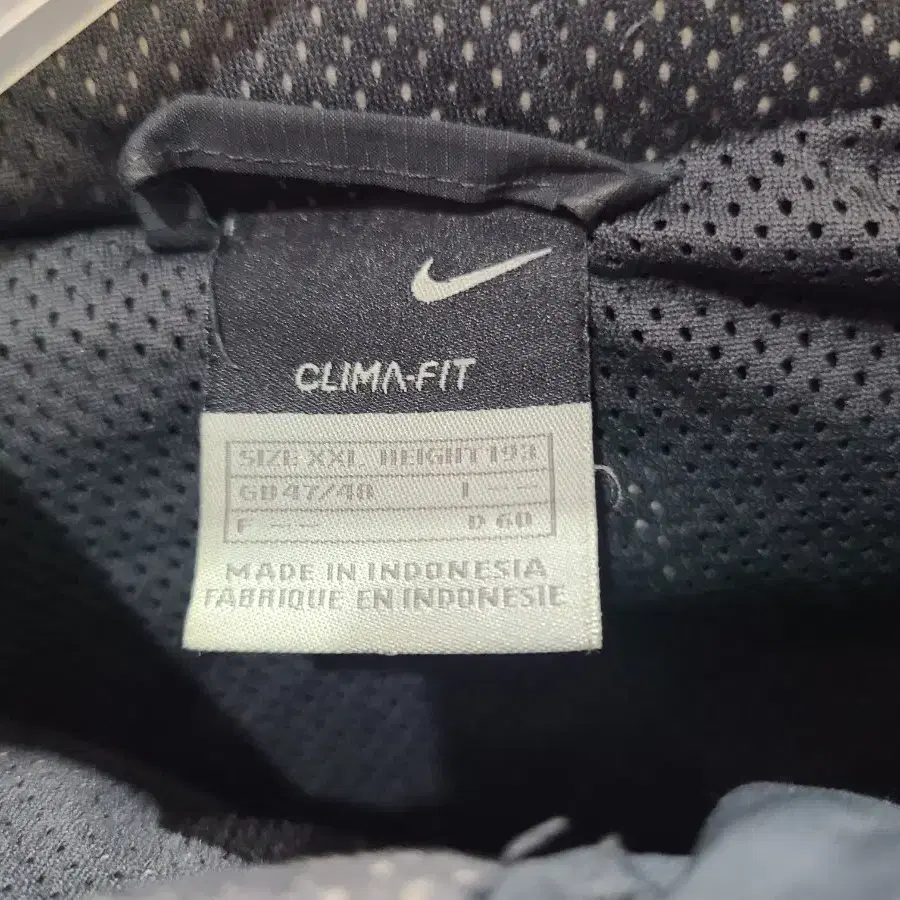 CLIMA-FIT
SIZE XXL HEIGHT 193
GB 47/48 I -- --
F -- -- D 60
MADE IN INDONESIA
FABRIQUE EN INDONESIE